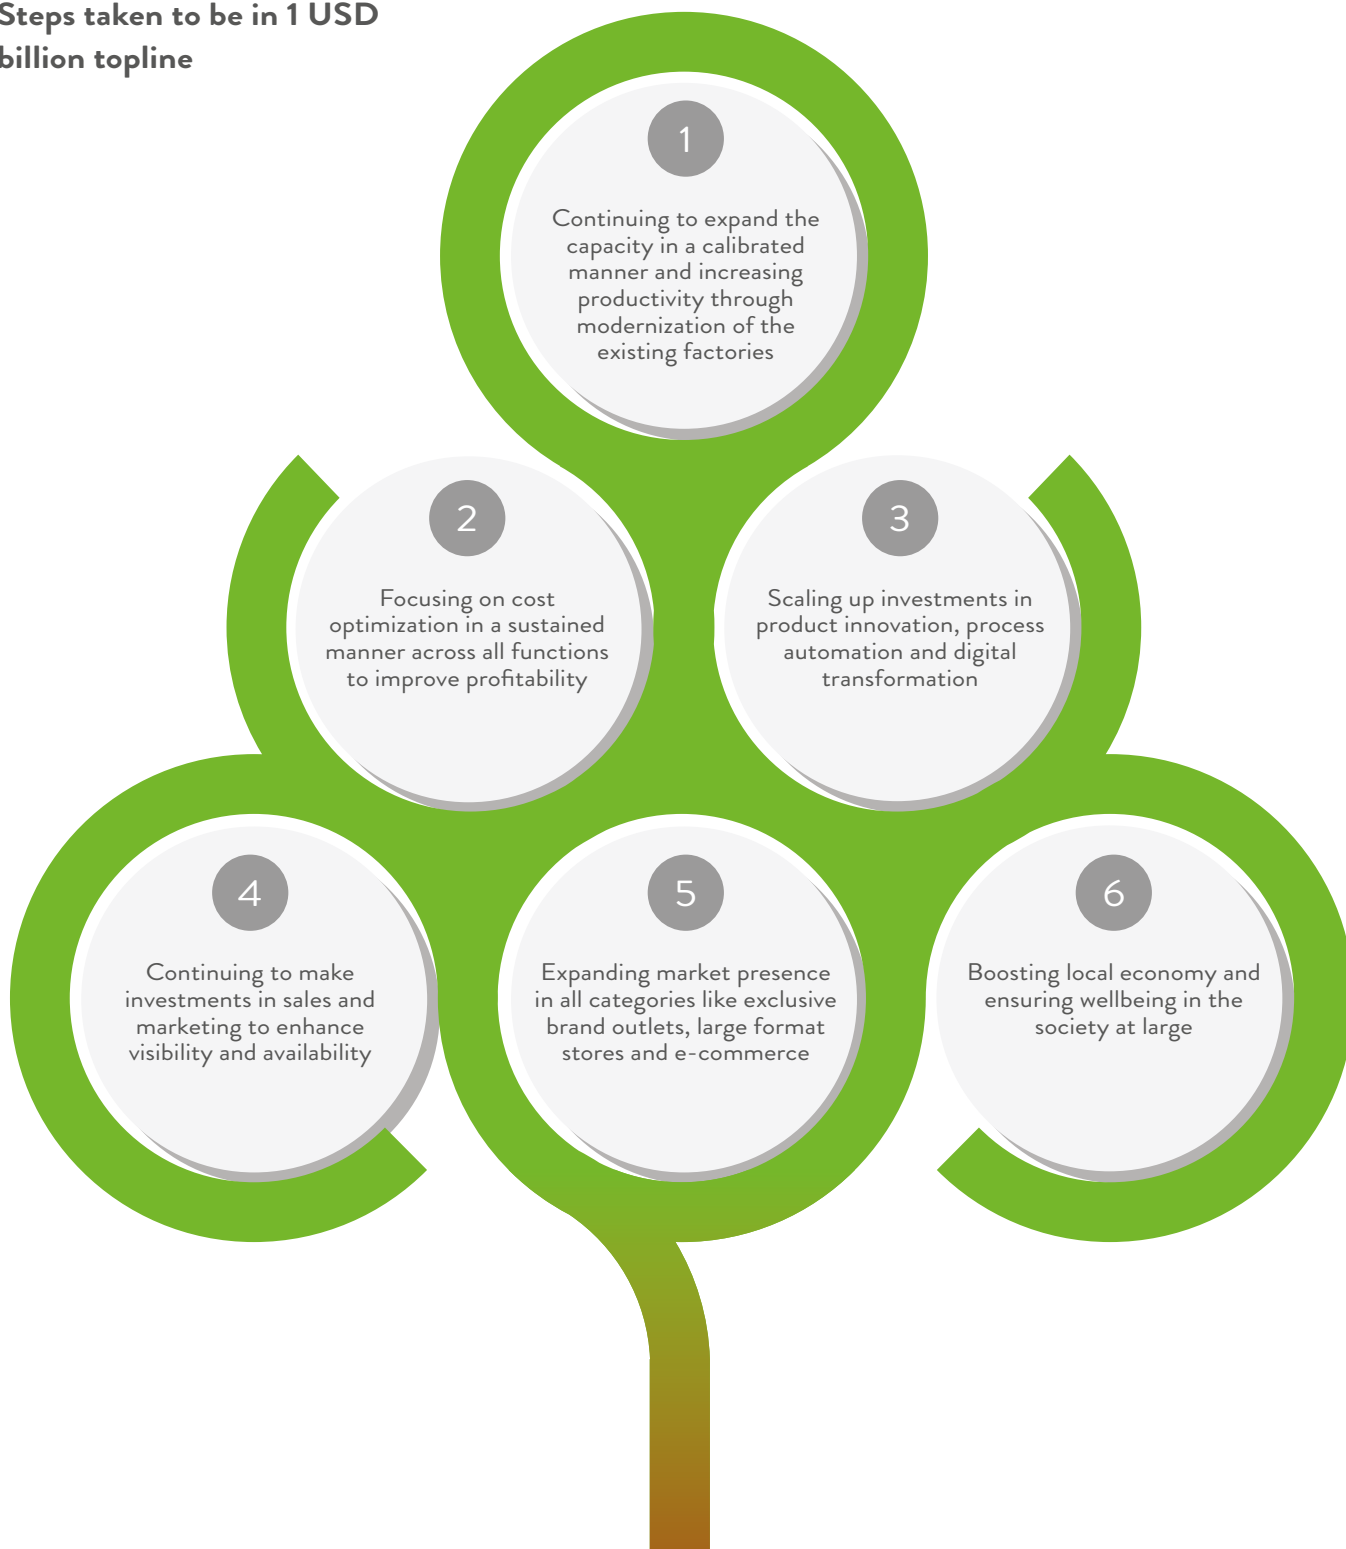 Steps taken to be in 1 USD
billion topline
1
Continuing to expand the
capacity in a calibrated
manner and increasing
productivity through
modernization of the
existing factories
2
Focusing on cost
optimization in a sustained
manner across all functions
to improve profitability
3
Scaling up investments in
product innovation, process
automation and digital
transformation
4
Continuing to make
investments in sales and
marketing to enhance
visibility and availability
5
Expanding market presence
in all categories like exclusive
brand outlets, large format
stores and e-commerce
6
Boosting local economy and
ensuring wellbeing in the
society at large